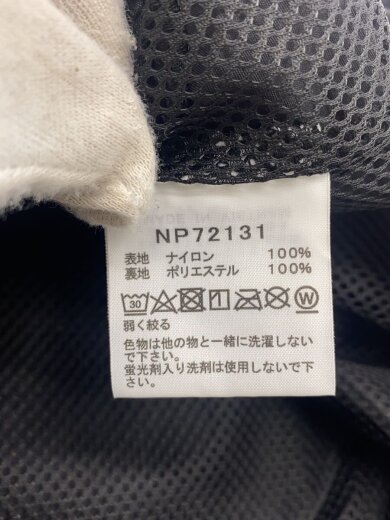 NP72131
表地 ナイロン 100%
裏地 ポリエステル 100%
30 W
弱く絞る
色物は他の物と一緒に洗濯しない
で下さい。
蛍光剤入り洗剤は使用しないで下
さい。